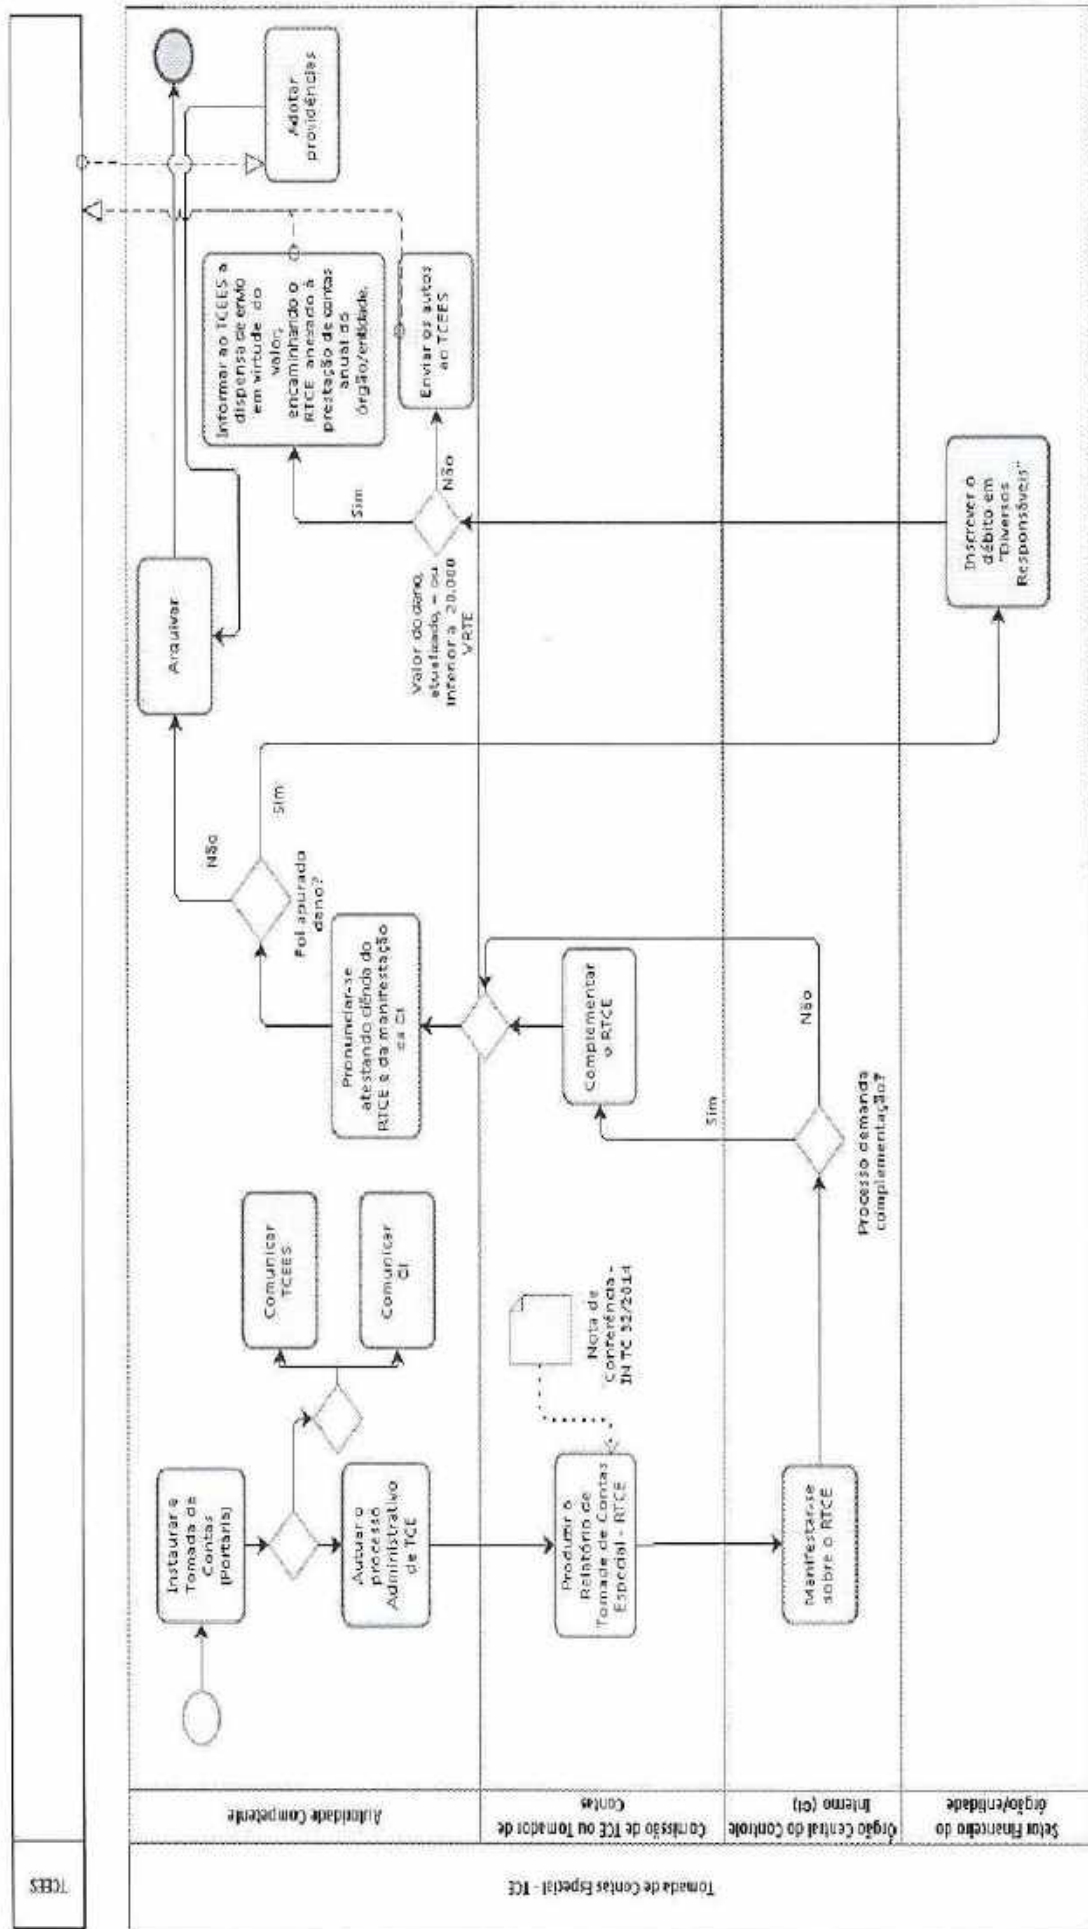 TCEES
Tomada de Contas Especial - TCE
Autoridade Competente
Comissão de TCE ou Tomador de
Contas
Órgão Central do Controle
Interno (CI)
Setor Financeiro do
órgão/entidade
Instaurar e
Tomada de
Contas
(Portaria)
Autuar o
processo
Administrativo
de TCE
Comunicar
TCEES
Comunicar
CI
Produzir o
Relatório de
Tomada de Contas
Especial - RTCE
Nota de
Conferência -
IN TC 32/2014
Manifestar-se
sobre o RTCE
Processo demanda
complementação?
Sim
Não
Complementar
o RTCE
Pronunciar-se
atestando ciência do
RTCE e da manifestação
da CI
Foi apurado
dano?
Não
Sim
Arquivar
Inscrever o
débito em
"Diversos
Responsáveis"
Valor do dano,
atualizado, = ou
inferior a 20.000
VRTE
Sim
Não
Informar ao TCEES a
dispensa de envio
em virtude do
valor,
encaminhando o
RTCE anexado à
prestação de contas
anual do
órgão/entidade.
Enviar os autos
ao TCEES
Adotar
providências